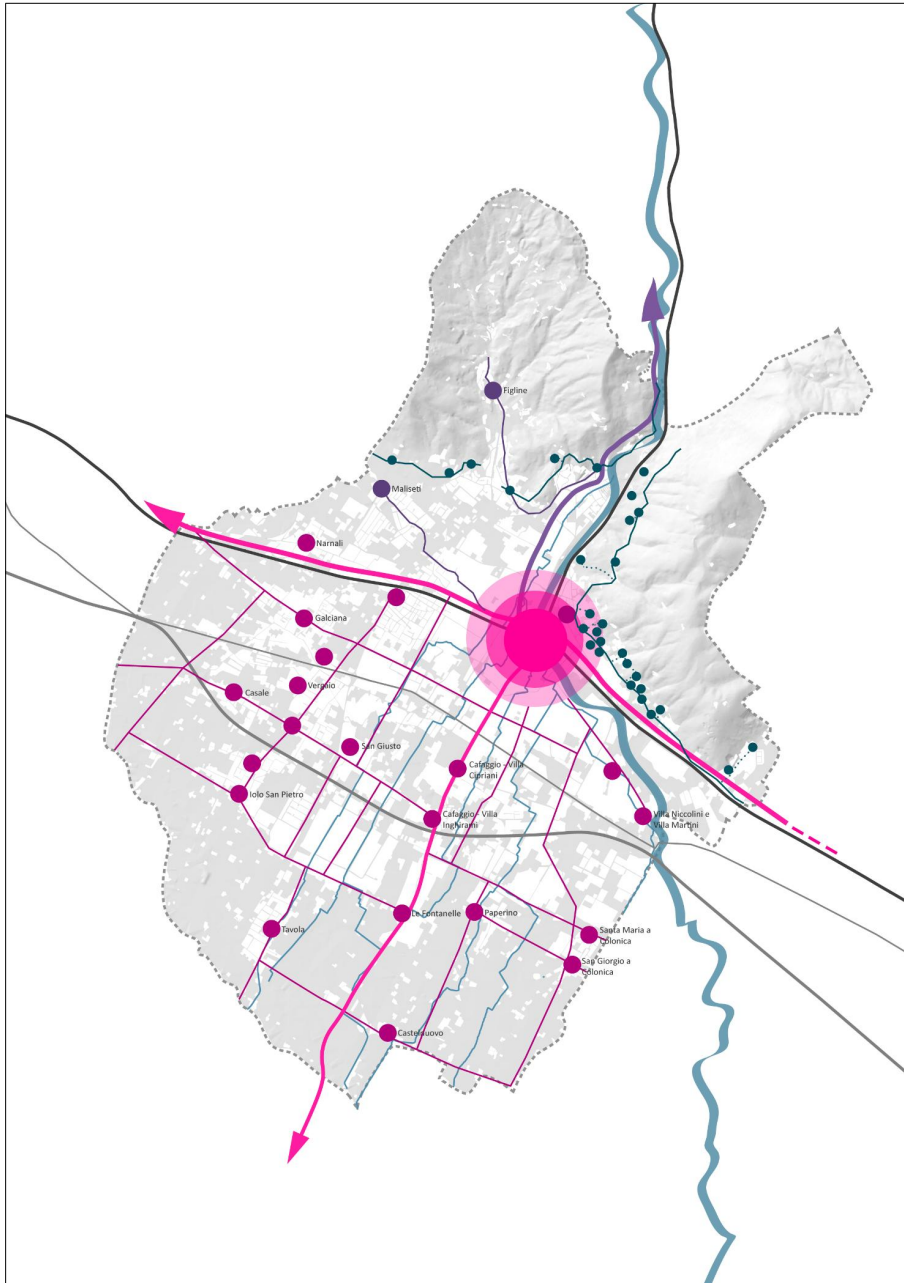 Figline
Maliseti
Narnali
Galciana
Vergaio
Casale
San Giusto
Cafaggio - Villa
Cipriani
Iolo San Pietro
Cafaggio - Villa
Inghirami
Villa Niccolini e
Villa Martini
Le Fontanelle
Paperino
Tavola
Santa Maria a
Colonica
San Giorgio a
Colonica
Castelnuovo